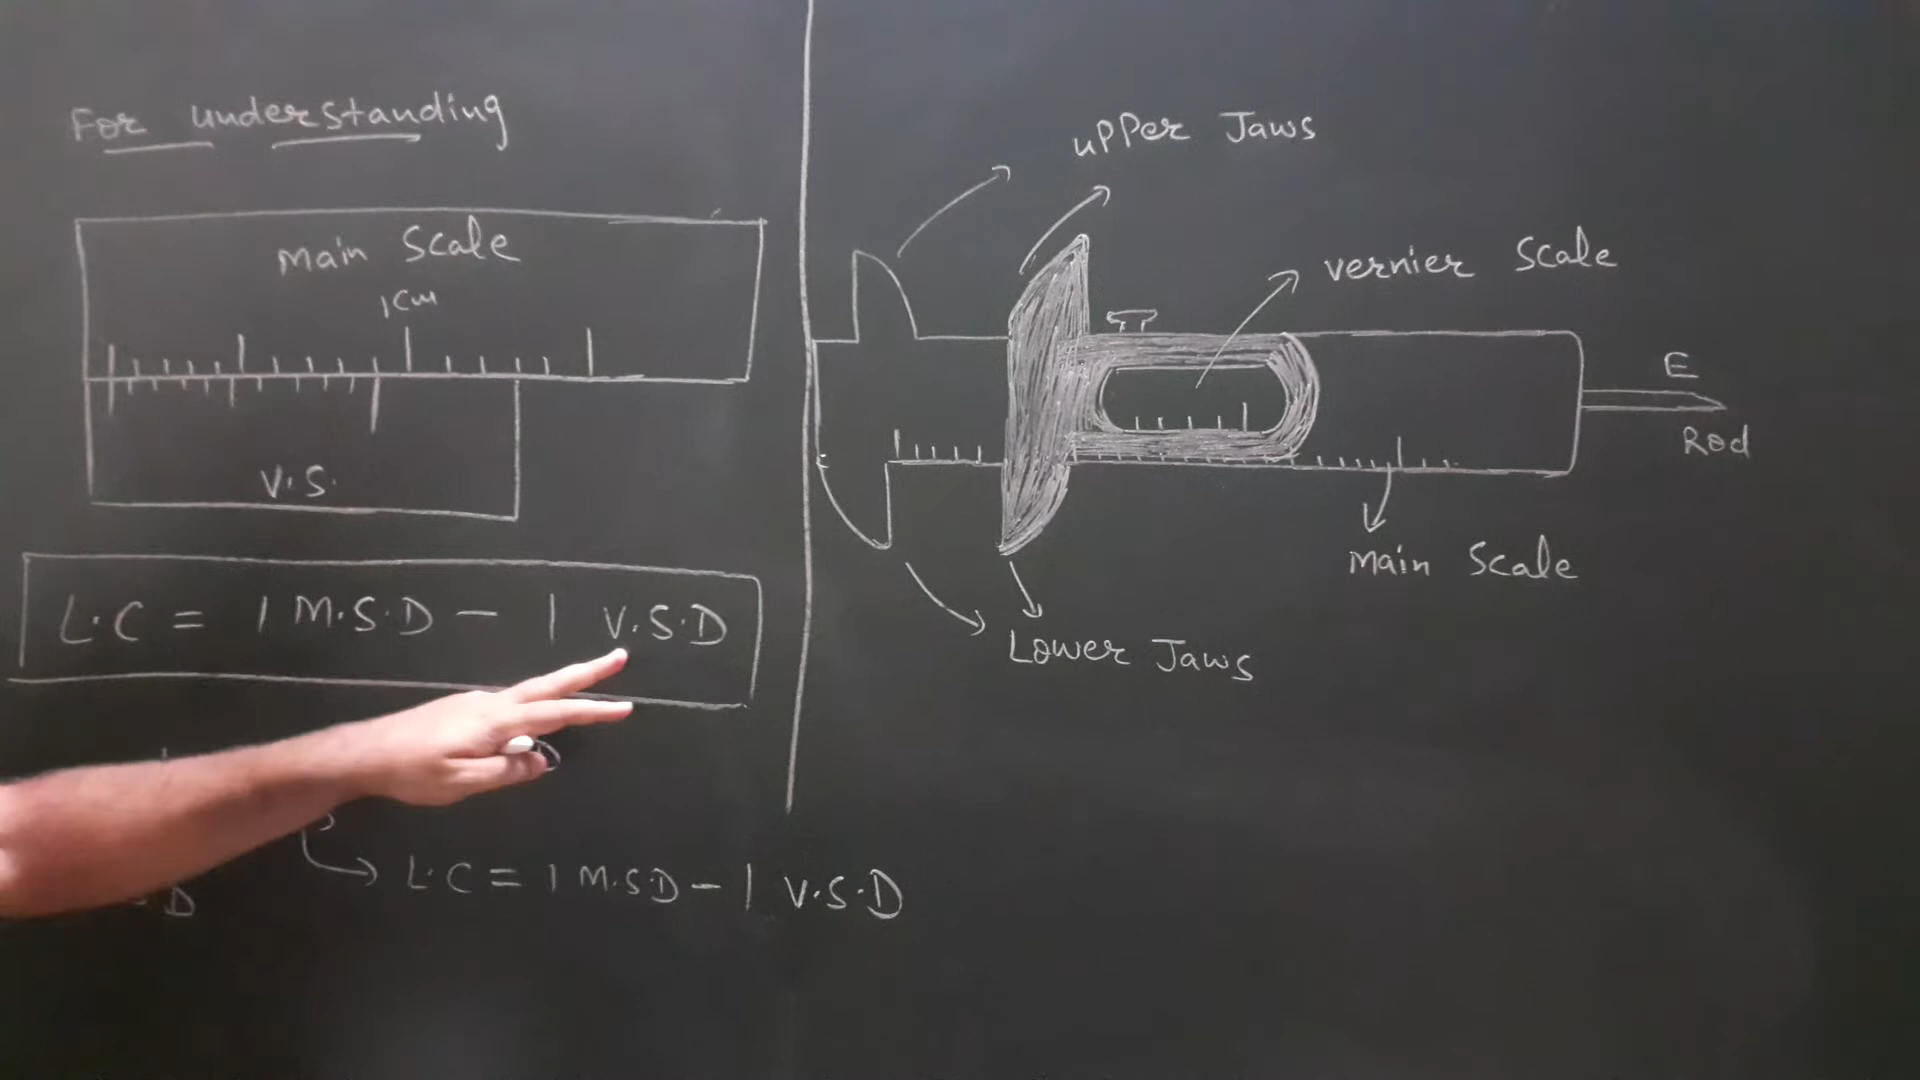 For understanding
Main Scale
1cm
V.S.
L.C = 1 M.S.D - 1 V.S.D
L.C = 1 M.S.D - 1 V.S.D
upper Jaws
vernier Scale
E
Rod
Main Scale
Lower Jaws